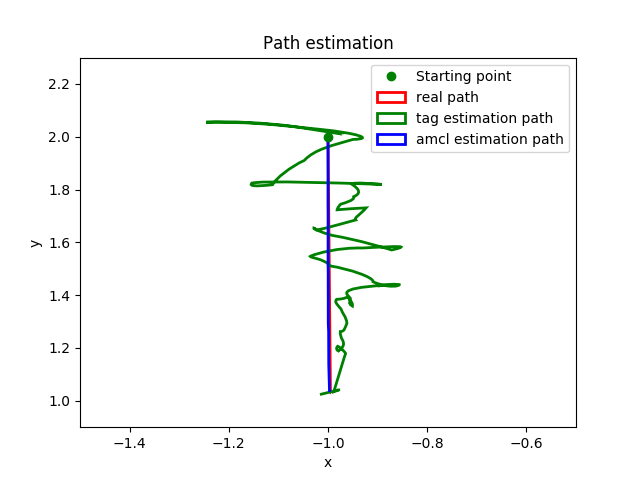 Path estimation
Starting point
real path
tag estimation path
amcl estimation path
2.2
2.0
1.8
1.6
1.4
1.2
1.0
y
−1.4
−1.2
−1.0
−0.8
−0.6
x